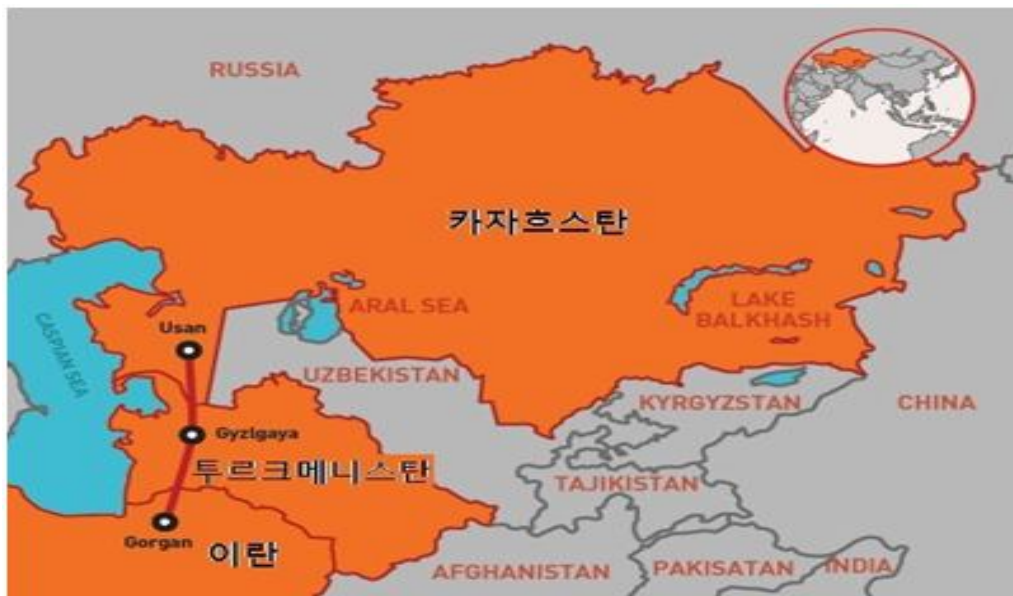 RUSSIA
카자흐스탄
ARAL SEA
LAKE
BALKHASH
CASPIAN SEA
Usan
UZBEKISTAN
KYRGYZSTAN
CHINA
Gyzlgaya
투르크메니스탄
TAJIKISTAN
Gorgan
이란
AFGHANISTAN
PAKISATAN
INDIA